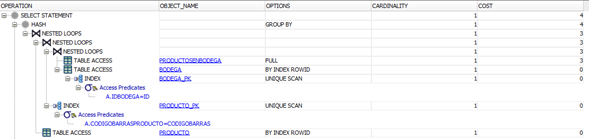 OPERATION OBJECT_NAME OPTIONS CARDINALITY COST
SELECT STATEMENT 1 4
HASH GROUP BY 1 4
NESTED LOOPS 1 3
NESTED LOOPS 1 3
NESTED LOOPS 1 3
TABLE ACCESS PRODUCTOSENBODEGA FULL 1 3
TABLE ACCESS BODEGA BY INDEX ROWID 1 0
INDEX BODEGA_PK UNIQUE SCAN 1 0
Access Predicates
A.IDBODEGA=ID
INDEX PRODUCTO_PK UNIQUE SCAN 1 0
Access Predicates
A.CODIGOBARRASPRODUCTO=CODIGOBARRAS
TABLE ACCESS PRODUCTO BY INDEX ROWID 1 0